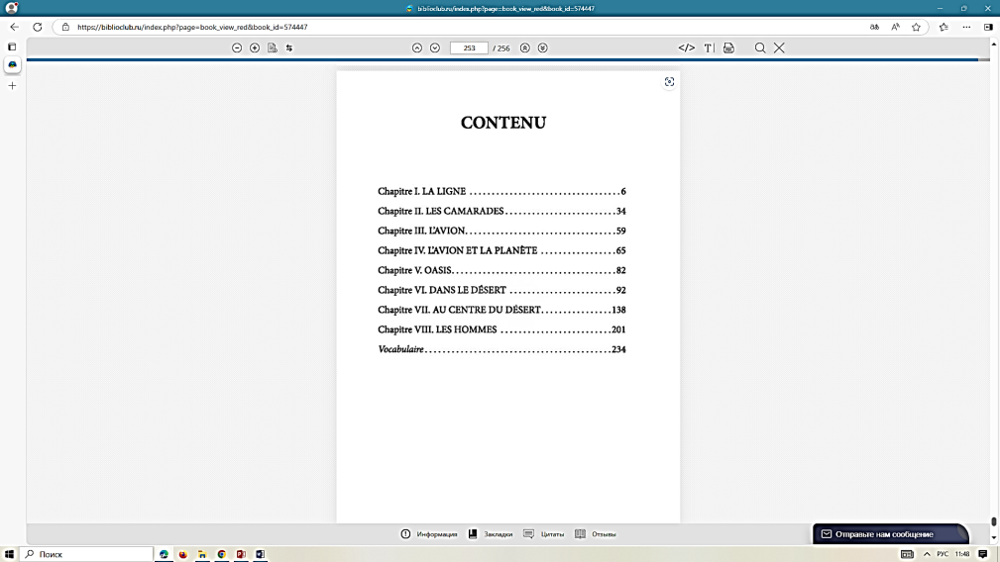 biblioclub.ru/index.php?page=book_view_red&book_id=574447
https://biblioclub.ru/index.php?page=book_view_red&book_id=574447
253 / 256
CONTENU
Chapitre I. LA LIGNE ..................................6
Chapitre II. LES CAMARADES.........................34
Chapitre III. L'AVION..................................59
Chapitre IV. L'AVION ET LA PLANÈTE .................65
Chapitre V. OASIS.....................................82
Chapitre VI. DANS LE DÉSERT ........................92
Chapitre VII. AU CENTRE DU DÉSERT................138
Chapitre VIII. LES HOMMES .........................201
Vocabulaire..........................................234
Информация Закладки Цитаты Отзывы
Отправьте нам сообщение
Поиск
РУС 11:48